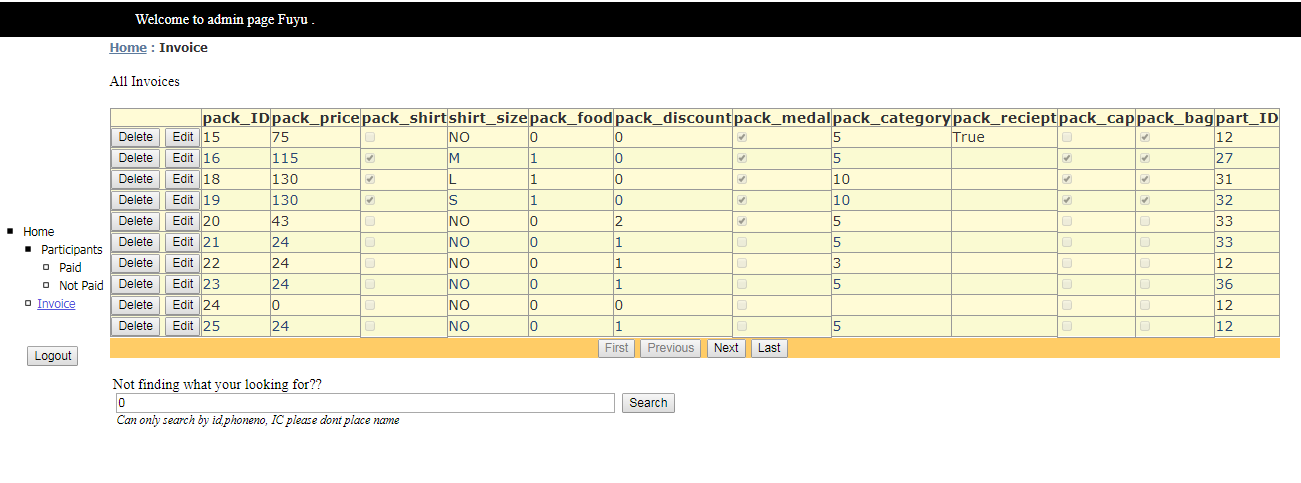 Welcome to admin page Fuyu .
Home : Invoice
All Invoices
pack_ID pack_price pack_shirt shirt_size pack_food pack_discount pack_medal pack_category pack_reciept pack_cap pack_bag part_ID
Delete Edit 15 75 NO 0 0 5 True 12
Delete Edit 16 115 M 1 0 5 27
Delete Edit 18 130 L 1 0 10 31
Delete Edit 19 130 S 1 0 10 32
Delete Edit 20 43 NO 0 2 5 33
Delete Edit 21 24 NO 0 1 5 33
Delete Edit 22 24 NO 0 1 3 12
Delete Edit 23 24 NO 0 1 5 36
Delete Edit 24 0 NO 0 0 12
Delete Edit 25 24 NO 0 1 5 12
First Previous Next Last
Home
Participants
Paid
Not Paid
Invoice
Logout
Not finding what your looking for??
0 Search
Can only search by id,phoneno, IC please dont place name